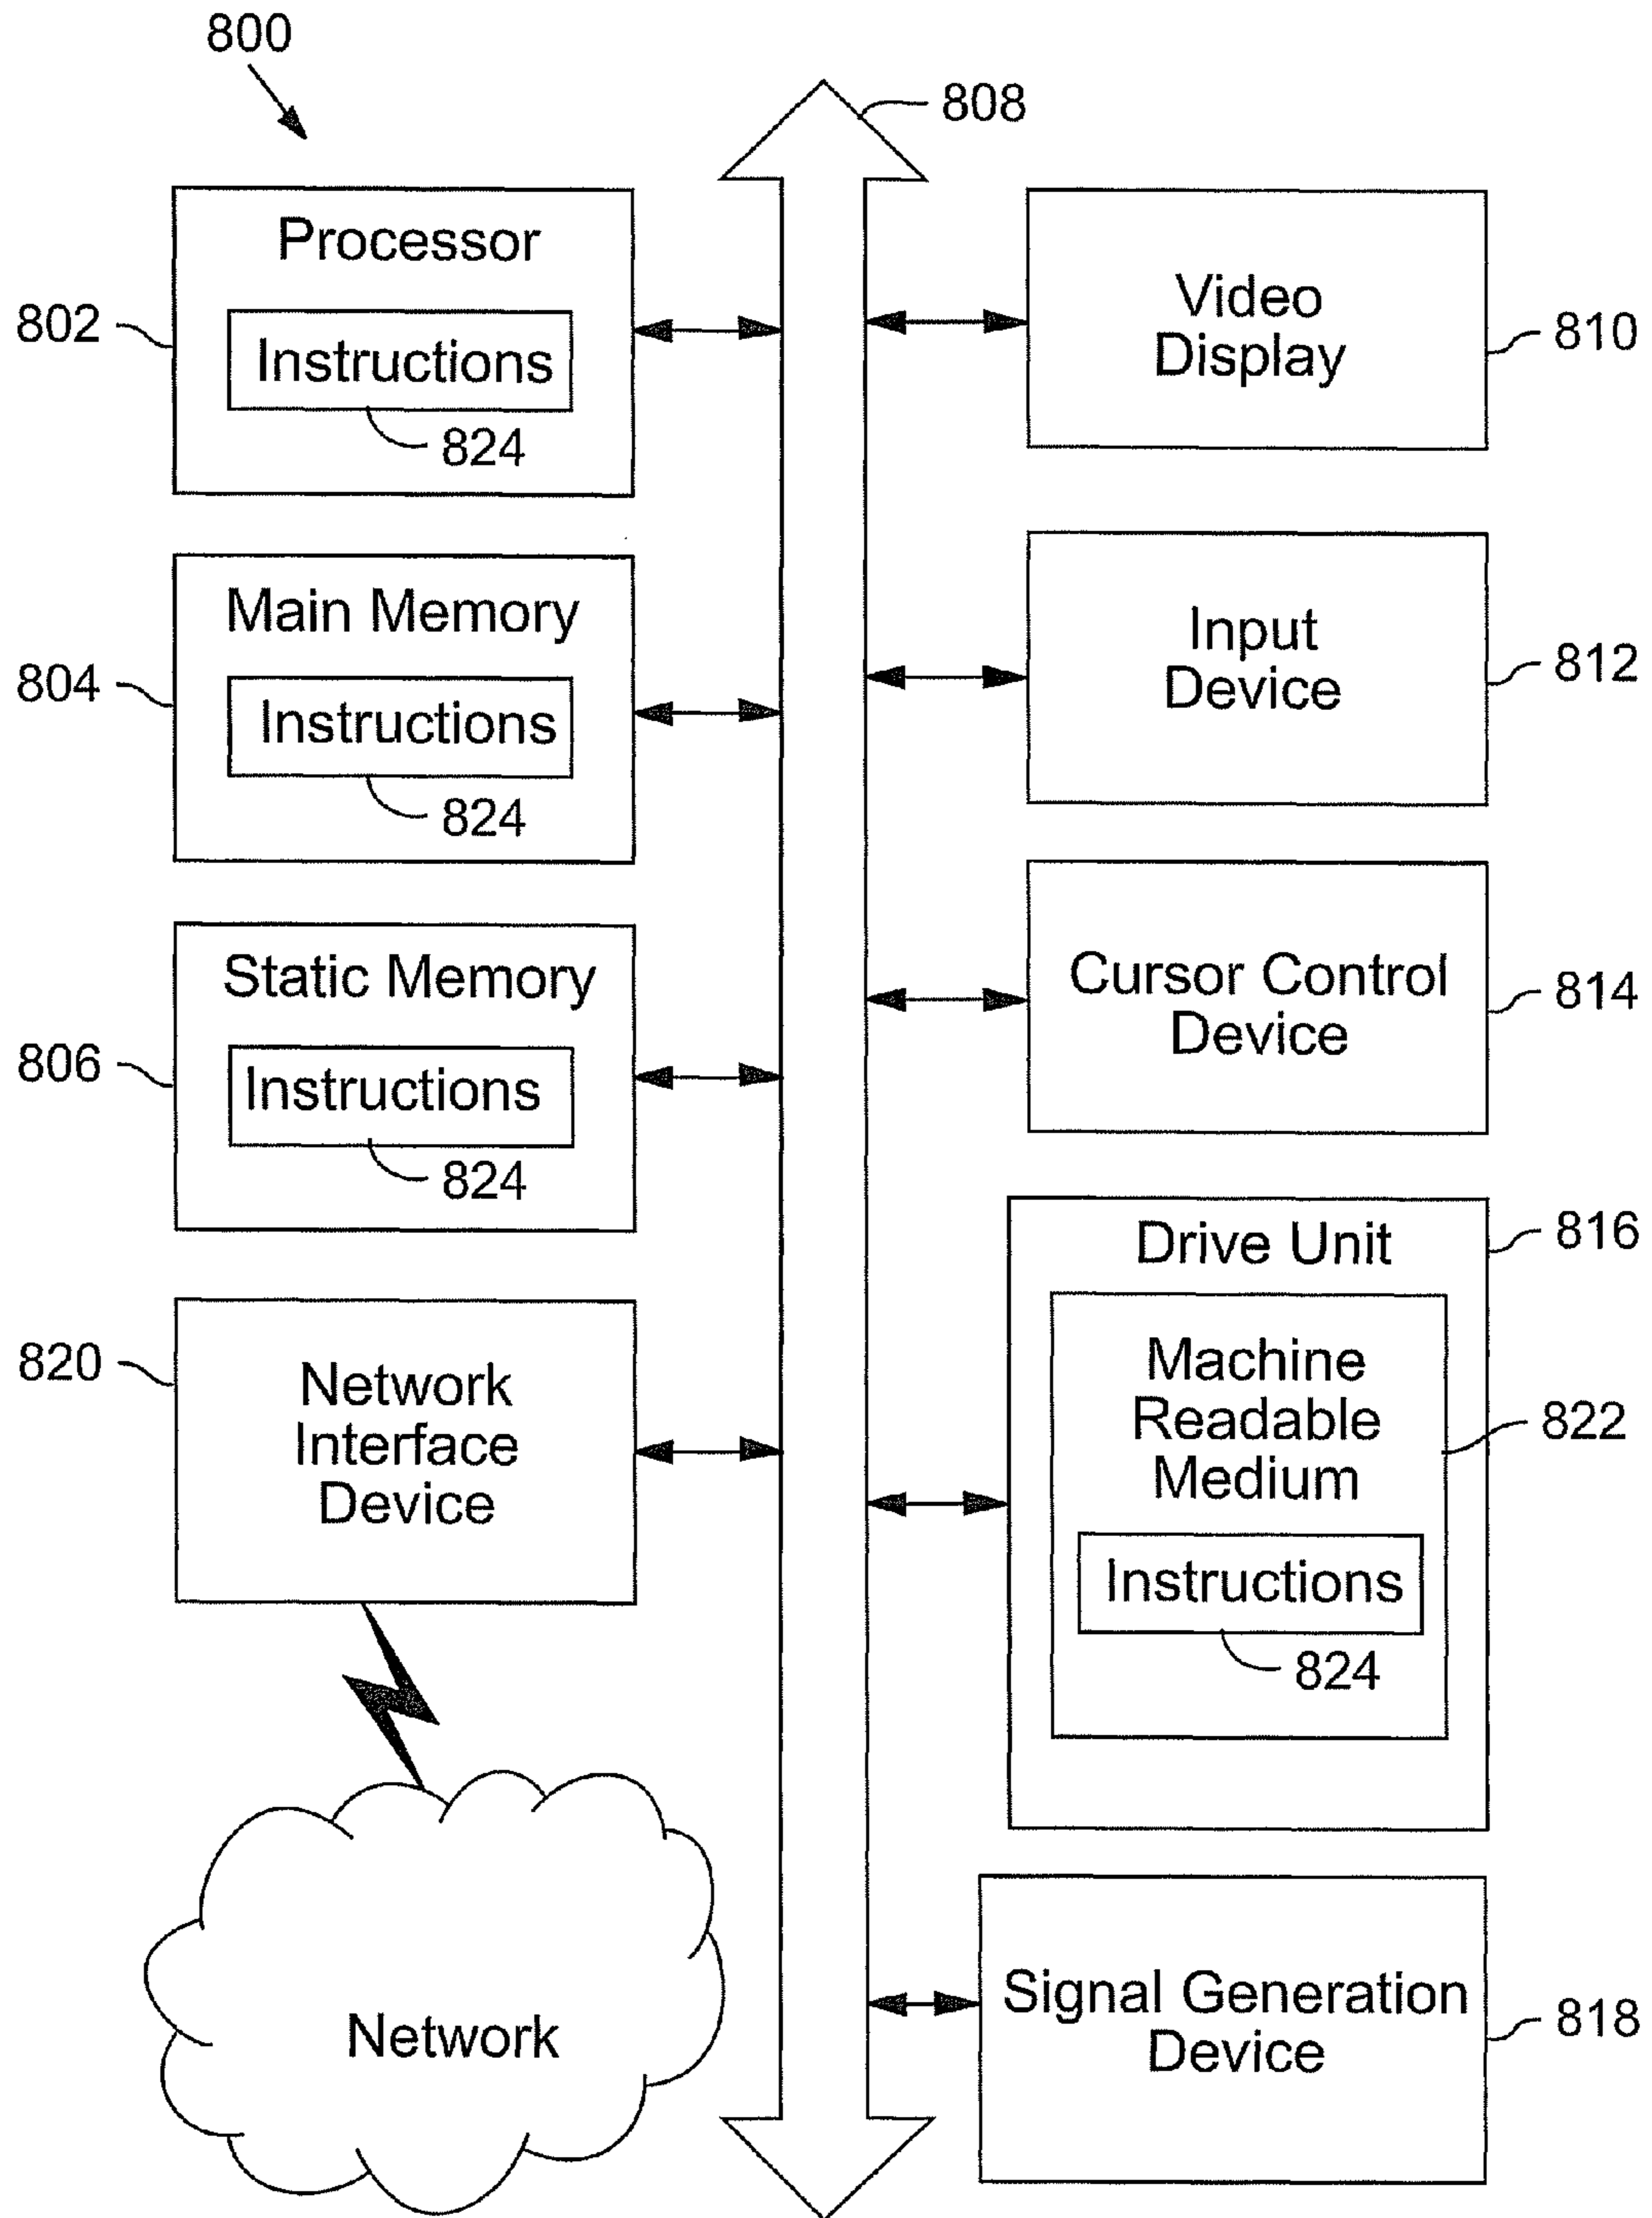 800
808
Processor
802
Instructions
824
Video
Display
810
Main Memory
804
Instructions
824
Input
Device
812
Static Memory
806
Instructions
824
Cursor Control
Device
814
820
Network
Interface
Device
Drive Unit
816
Machine
Readable
Medium
822
Instructions
824
Network
Signal Generation
Device
818